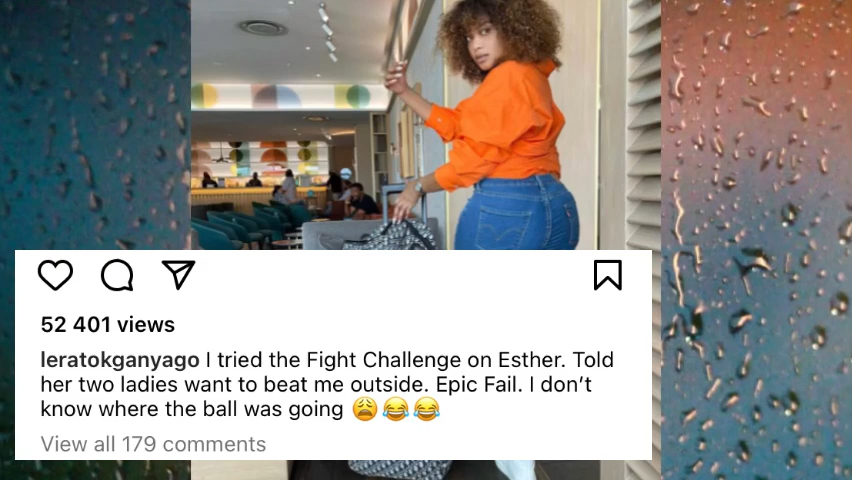 52 401 views
leratokganyago I tried the Fight Challenge on Esther. Told
her two ladies want to beat me outside. Epic Fail. I don’t
know where the ball was going 😩😂😂
View all 179 comments